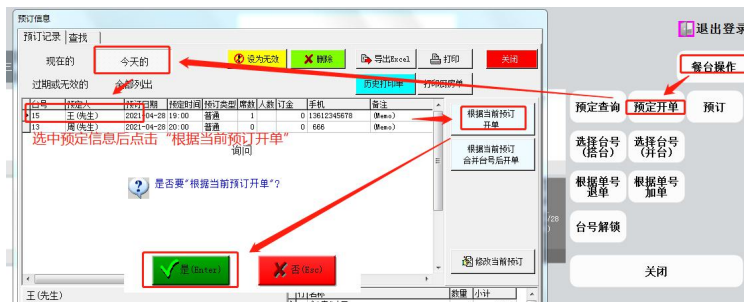 预订信息
预订记录 查找
现在的 今天的 设为无效 删除 导出Excel 打印 关闭
过期或无效的 全部列出 历史打印单
台号 预定人 预订日期 预定时间 预订类型 席数 人数 订金 手机 备注
15 王(先生) 2021-04-28 19:00 普通 1 0 13612345678 (Memo)
13 周(先生) 2021-04-28 20:00 普通 0 0 666 (Memo)
选中预定信息后点击“根据当前预订开单”
询问
是否要“根据当前预订开单”?
是(Enter) 否(Esc)
根据当前预订
开单
根据当前预订
合并台号后开单
修改当前预订
王(先生)
名称 数量 小计
退出登录
餐台操作
预定查询 预定开单 预订
选择台号
(搭台)
选择台号
(并台)
根据单号
退单
根据单号
加单
台号解锁
关闭